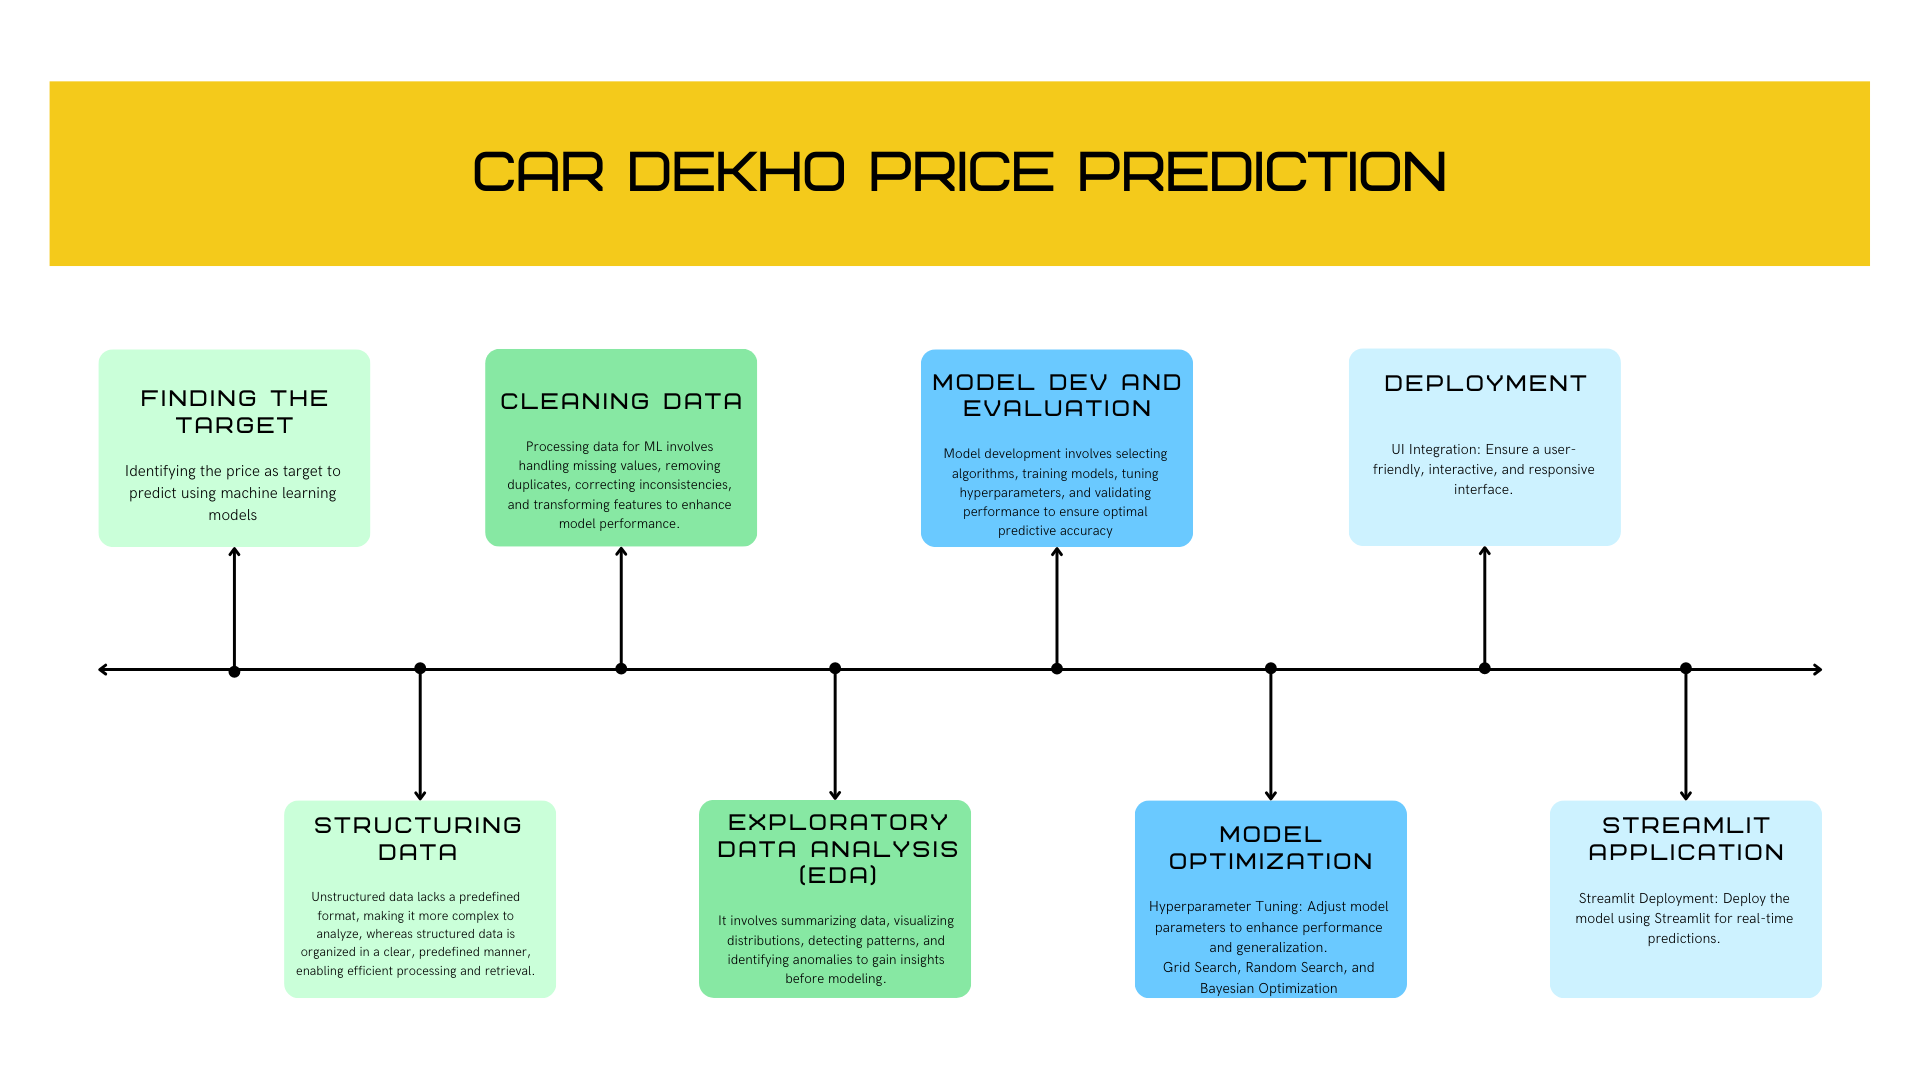 CAR DEKHO PRICE PREDICTION
FINDING THE
TARGET
Identifying the price as target to
predict using machine learning
models
CLEANING DATA
Processing data for ML involves
handling missing values, removing
duplicates, correcting inconsistencies,
and transforming features to enhance
model performance.
MODEL DEV AND
EVALUATION
Model development involves selecting
algorithms, training models, tuning
hyperparameters, and validating
performance to ensure optimal
predictive accuracy
DEPLOYMENT
UI Integration: Ensure a user-
friendly, interactive, and responsive
interface.
STRUCTURING
DATA
Unstructured data lacks a predefined
format, making it more complex to
analyze, whereas structured data is
organized in a clear, predefined manner,
enabling efficient processing and retrieval.
EXPLORATORY
DATA ANALYSIS
(EDA)
It involves summarizing data, visualizing
distributions, detecting patterns, and
identifying anomalies to gain insights
before modeling.
MODEL
OPTIMIZATION
Hyperparameter Tuning: Adjust model
parameters to enhance performance
and generalization.
Grid Search, Random Search, and
Bayesian Optimization
STREAMLIT
APPLICATION
Streamlit Deployment: Deploy the
model using Streamlit for real-time
predictions.